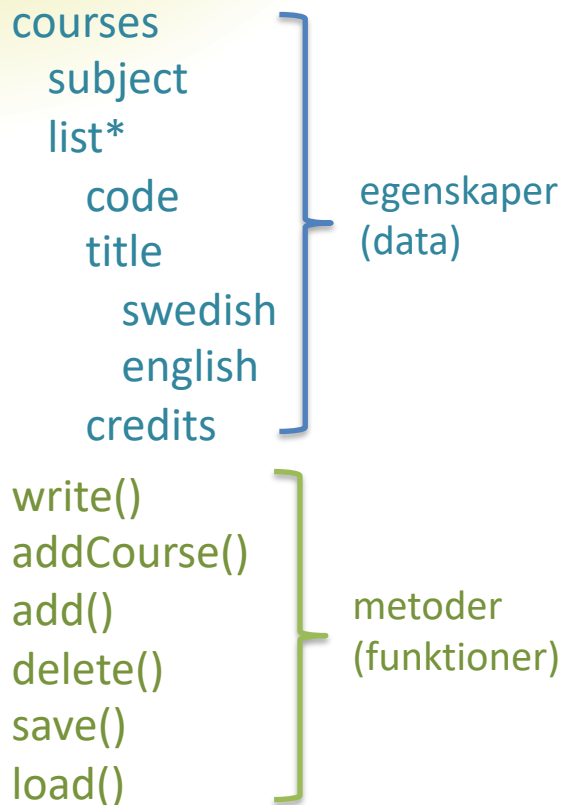 courses
subject
list*
code
title
swedish
english
credits
egenskaper
(data)
write()
addCourse()
add()
delete()
save()
load()
metoder
(funktioner)